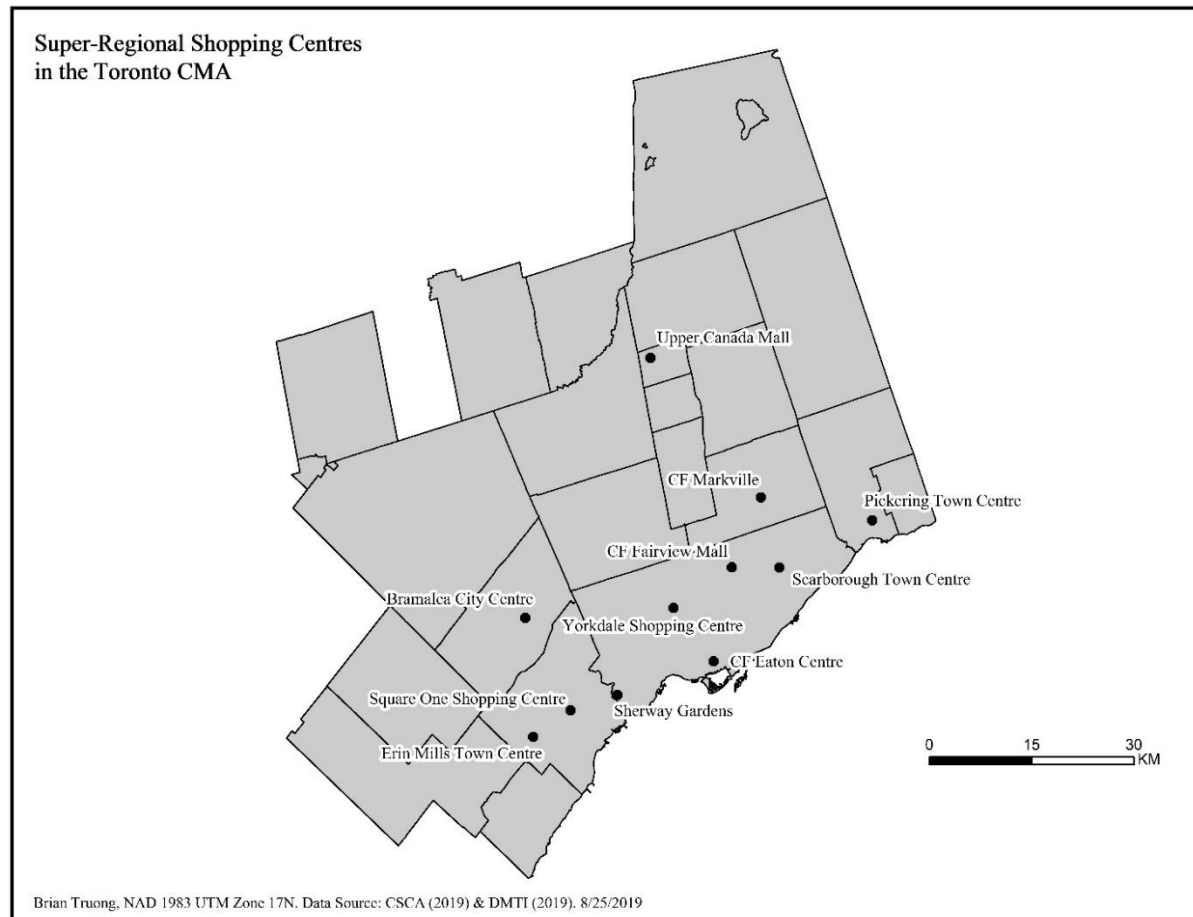 Super-Regional Shopping Centres
in the Toronto CMA
Upper Canada Mall
CF Markville
Pickering Town Centre
CF Fairview Mall
Scarborough Town Centre
Bramalea City Centre
Yorkdale Shopping Centre
CF Eaton Centre
Square One Shopping Centre
Sherway Gardens
Erin Mills Town Centre
0 15 30
KM
Brian Truong, NAD 1983 UTM Zone 17N. Data Source: CSCA (2019) & DMTI (2019). 8/25/2019